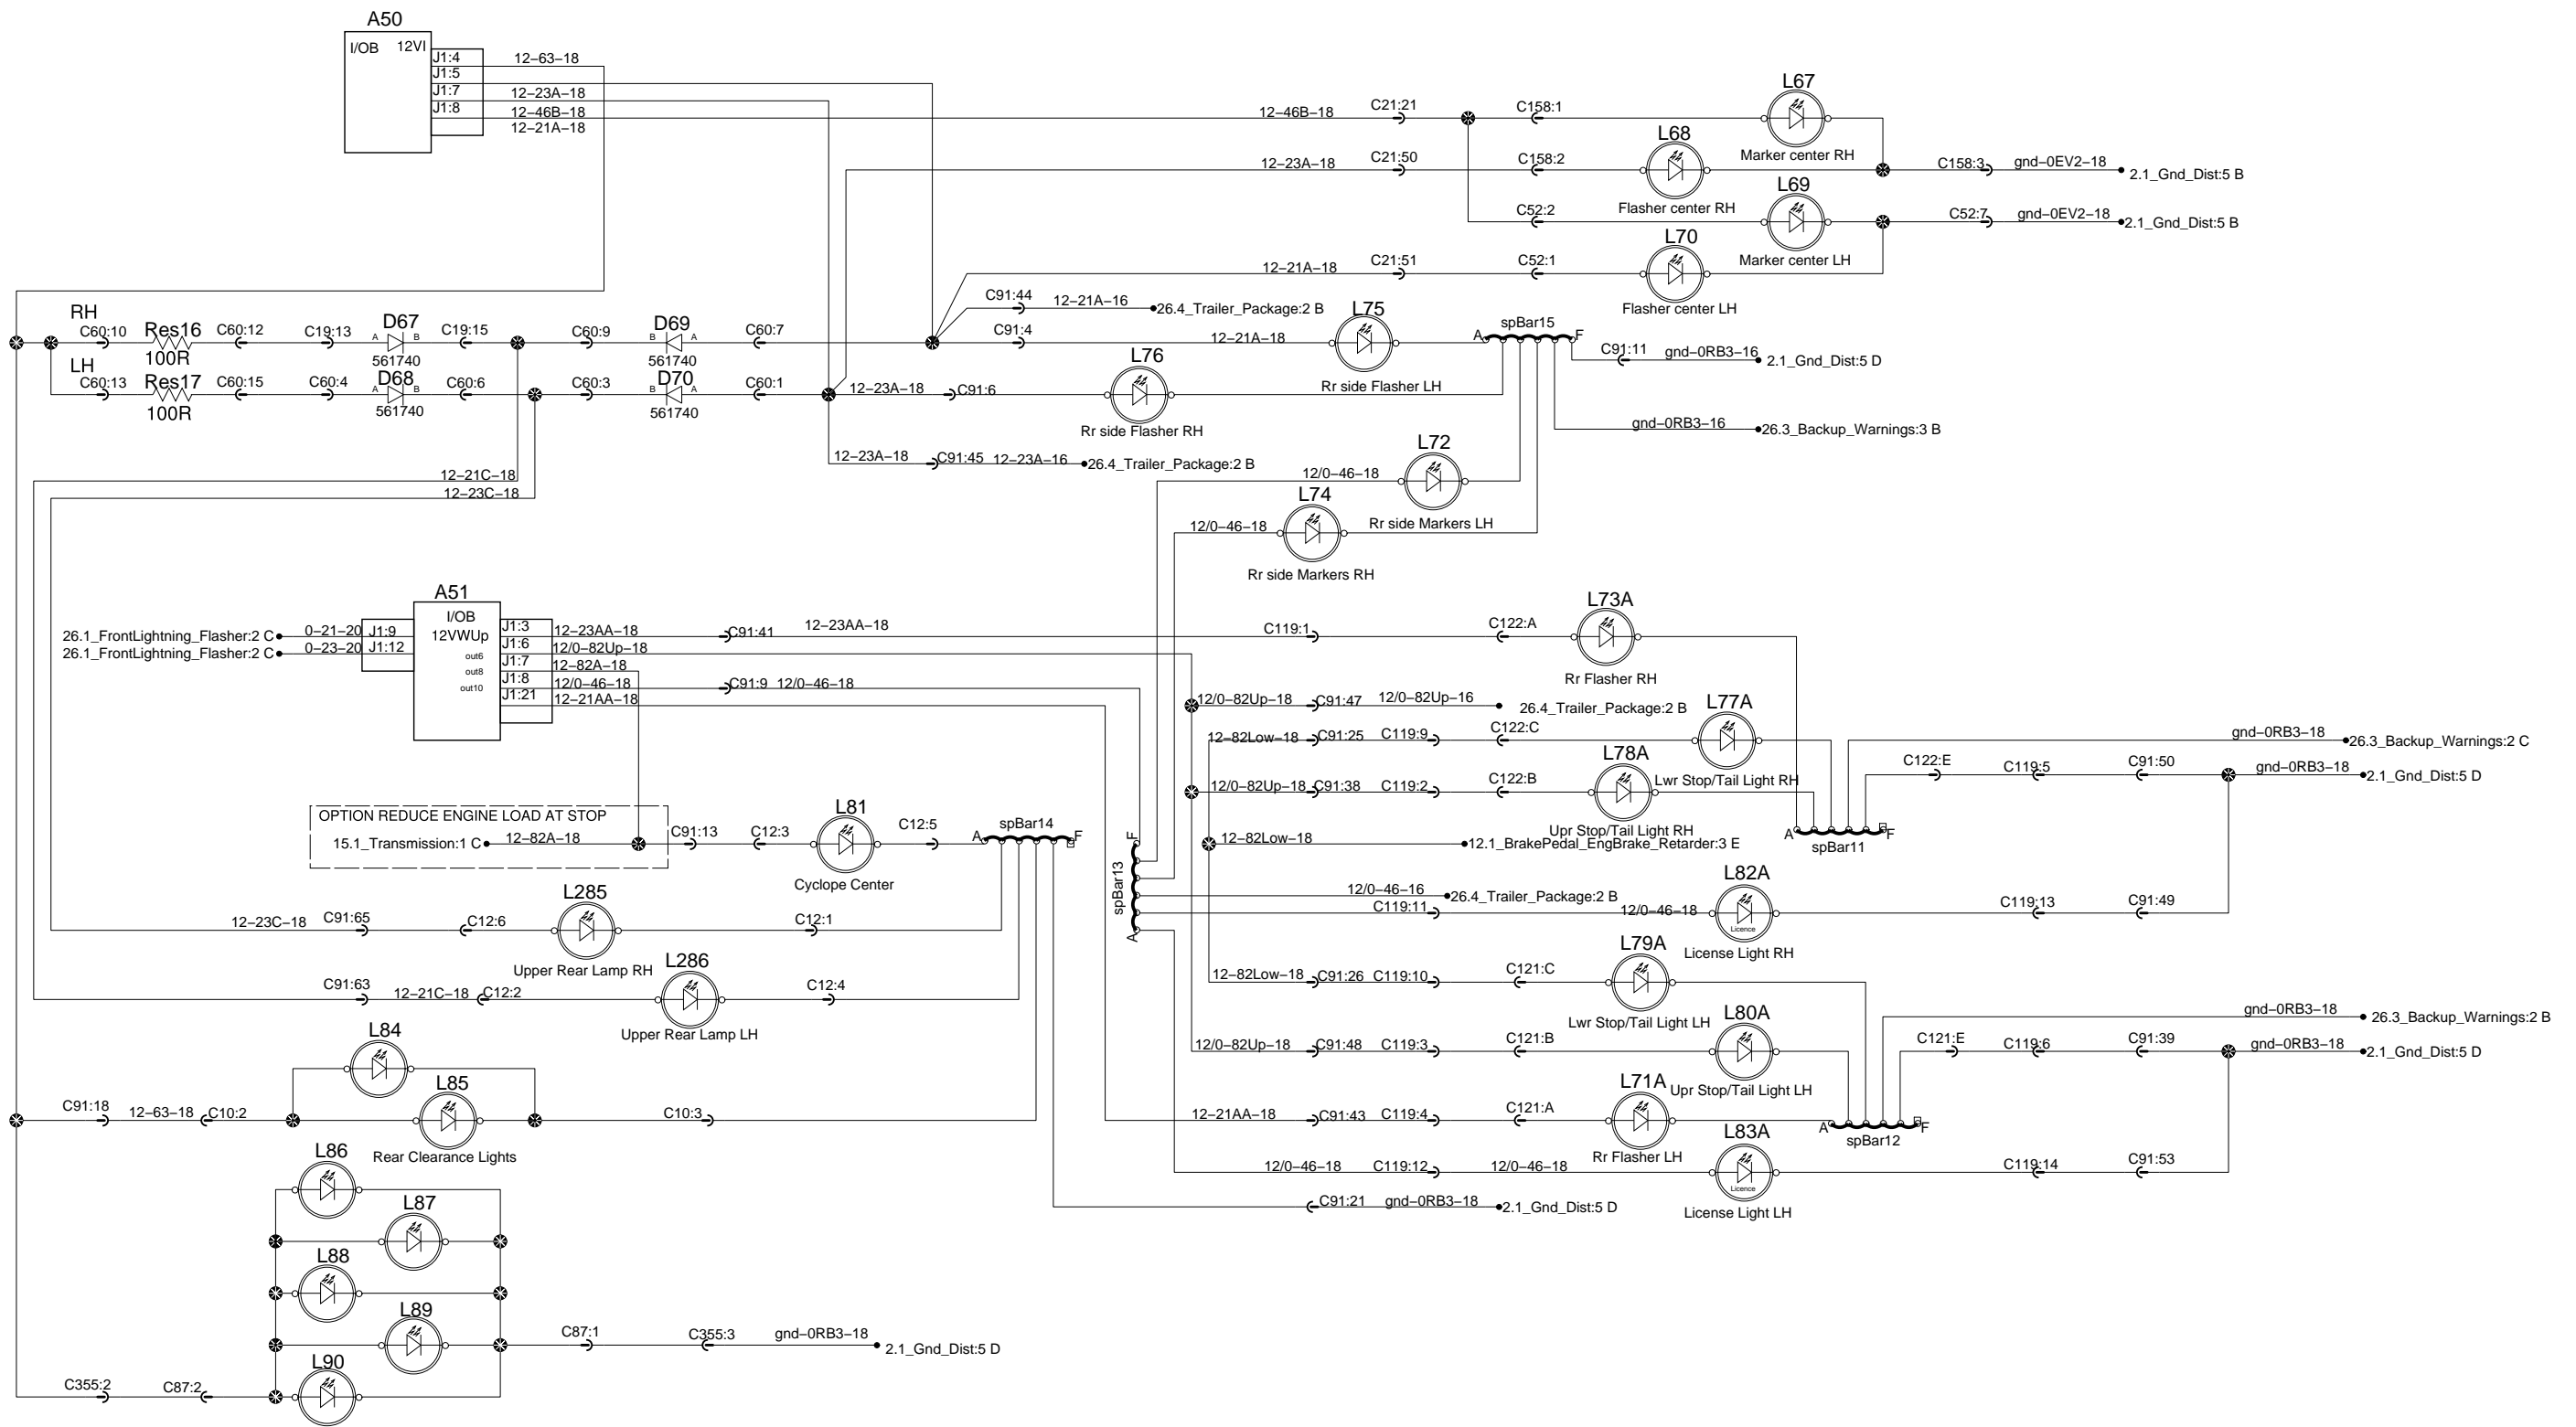 A50
I/OB 12VI
J1:4 12-63-18
J1:5
J1:7 12-23A-18
J1:8 12-46B-18
12-21A-18
12-46B-18 C21:21 C158:1 L67
Marker center RH
L68
12-23A-18 C21:50 C158:2
Flasher center RH
C158:3 gnd-0EV2-18 2.1_Gnd_Dist:5 B
L69
C52:2
Marker center LH
C52:7 gnd-0EV2-18 2.1_Gnd_Dist:5 B
L70
12-21A-18 C21:51 C52:1
Flasher center LH
C91:44 12-21A-16 26.4_Trailer_Package:2 B
RH
C60:10 Res16 C60:12 C19:13 D67 C19:15 C60:9 D69 C60:7
A B B A
100R 561740 561740
C91:4 12-21A-18 L75
Rr side Flasher LH
spBar15
A F
C91:11 gnd-0RB3-16 2.1_Gnd_Dist:5 D
LH
C60:13 Res17 C60:15 C60:4 D68 C60:6 C60:3 D70 C60:1
A B B A
100R 561740 561740
12-23A-18 C91:6 L76
Rr side Flasher RH
gnd-0RB3-16 26.3_Backup_Warnings:3 B
12-23A-18 C91:45 12-23A-16 26.4_Trailer_Package:2 B
12-21C-18
12-23C-18
12/0-46-18 L72
Rr side Markers LH
12/0-46-18 L74
Rr side Markers RH
A51
I/OB
12VWUp
out6
out8
out10
26.1_FrontLightning_Flasher:2 C 0-21-20 J1:9
26.1_FrontLightning_Flasher:2 C 0-23-20 J1:12
J1:3 12-23AA-18 C91:41 12-23AA-18 C119:1 C122:A L73A
Rr Flasher RH
J1:6 12/0-82Up-18
J1:7 12-82A-18
J1:8 12/0-46-18 C91:9 12/0-46-18
J1:21 12-21AA-18
12/0-82Up-18 C91:47 12/0-82Up-16 26.4_Trailer_Package:2 B
12-82Low-18 C91:25 C119:9 C122:C L77A
Lwr Stop/Tail Light RH
gnd-0RB3-18 26.3_Backup_Warnings:2 C
12/0-82Up-18 C91:38 C119:2 C122:B L78A
Upr Stop/Tail Light RH
C122:E C119:5 C91:50 gnd-0RB3-18 2.1_Gnd_Dist:5 D
A F
spBar11
OPTION REDUCE ENGINE LOAD AT STOP
15.1_Transmission:1 C 12-82A-18
C91:13 C12:3 L81 C12:5
Cyclope Center
spBar14
A F
12-82Low-18 12.1_BrakePedal_EngBrake_Retarder:3 E
F
spBar13
A
12/0-46-16 26.4_Trailer_Package:2 B
C119:11 12/0-46-18 L82A
Licence
License Light RH
C119:13 C91:49
12-23C-18 C91:65 C12:6 L285 C12:1
Upper Rear Lamp RH
C91:63 12-21C-18 C12:2 L286 C12:4
Upper Rear Lamp LH
12-82Low-18 C91:26 C119:10 C121:C L79A
Lwr Stop/Tail Light LH
gnd-0RB3-18 26.3_Backup_Warnings:2 B
12/0-82Up-18 C91:48 C119:3 C121:B L80A
Upr Stop/Tail Light LH
C121:E C119:6 C91:39 gnd-0RB3-18 2.1_Gnd_Dist:5 D
L84
C91:18 12-63-18 C10:2 L85 C10:3
Rear Clearance Lights
12-21AA-18 C91:43 C119:4 C121:A L71A
Rr Flasher LH
A F
spBar12
12/0-46-18 C119:12 12/0-46-18 L83A
Licence
License Light LH
C119:14 C91:53
C91:21 gnd-0RB3-18 2.1_Gnd_Dist:5 D
L86
L87
L88
L89
C87:1 C355:3 gnd-0RB3-18 2.1_Gnd_Dist:5 D
L90
C355:2 C87:2